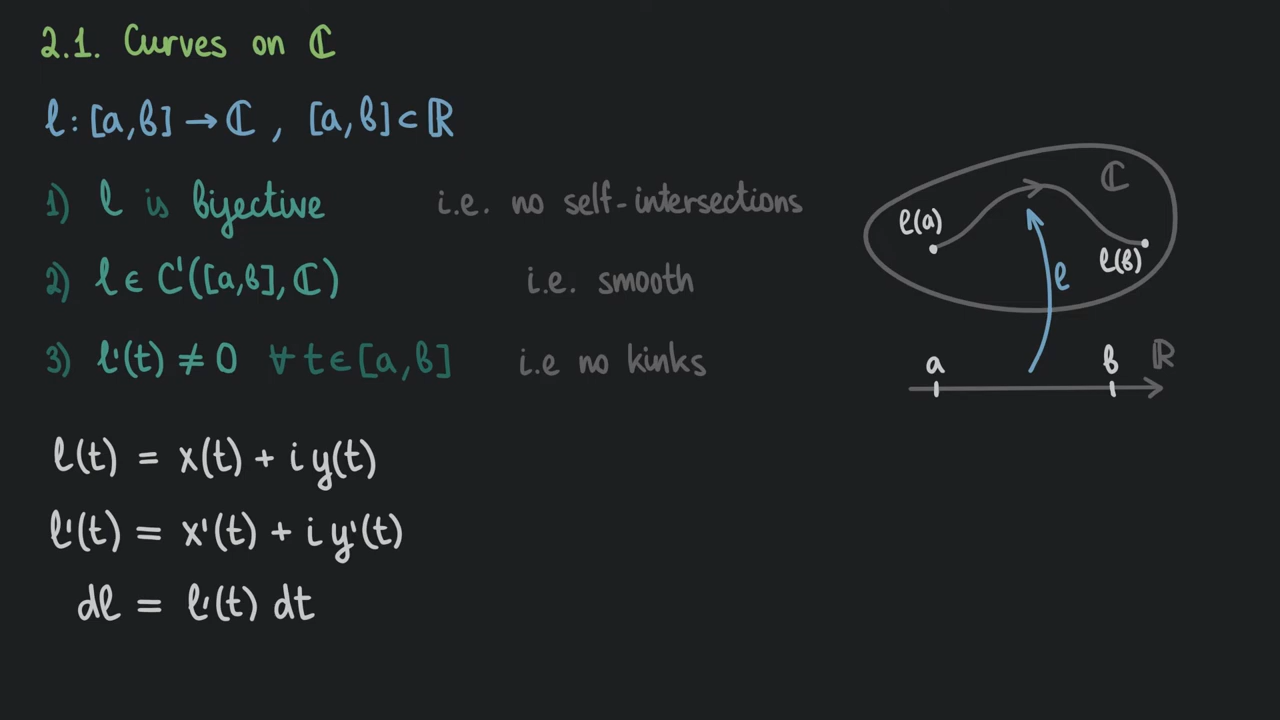 2.1. Curves on ℂ
ℓ: [a,b] → ℂ , [a,b] ⊂ ℝ
1) ℓ is bijective i.e. no self-intersections
2) ℓ ∈ C¹([a,b], ℂ) i.e. smooth
3) ℓ'(t) ≠ 0 ∀ t ∈ [a,b] i.e no kinks
ℓ(t) = x(t) + i y(t)
ℓ'(t) = x'(t) + i y'(t)
dℓ = ℓ'(t) dt
ℂ
ℓ(a)
ℓ(b)
ℓ
a b ℝ